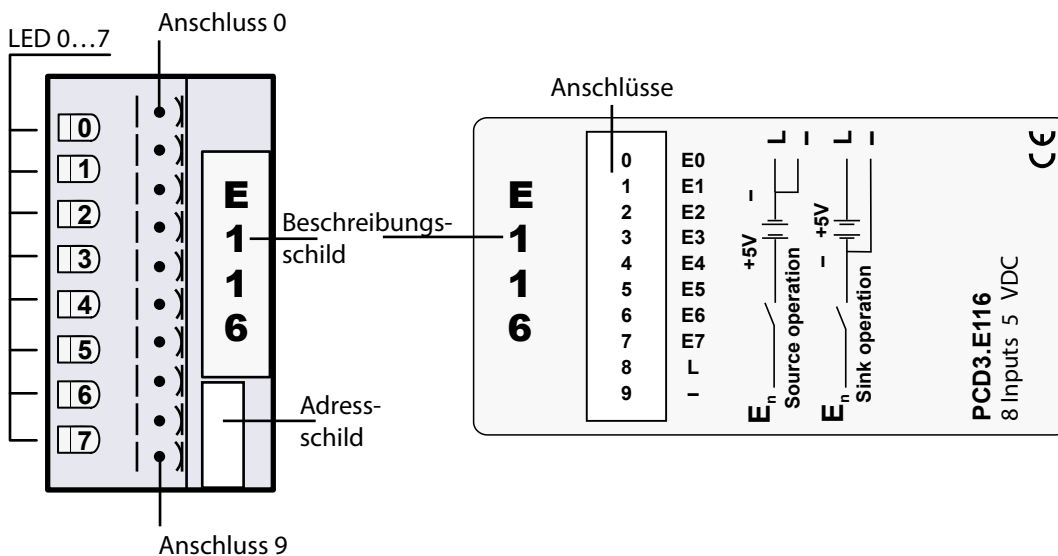 Anschluss 0
LED 0…7
0
1
2
3
4
5
6
7
E
1
1
6
Beschreibungs-
schild
Adress-
schild
Anschluss 9
Anschlüsse
E
1
1
6
0 E0
1 E1
2 E2
3 E3
4 E4
5 E5
6 E6
7 E7
8 L
9 –
L
–
+5V –
En
Source operation
L
–
– +5V
En
Sink operation
PCD3.E116
8 Inputs 5 VDC
CE